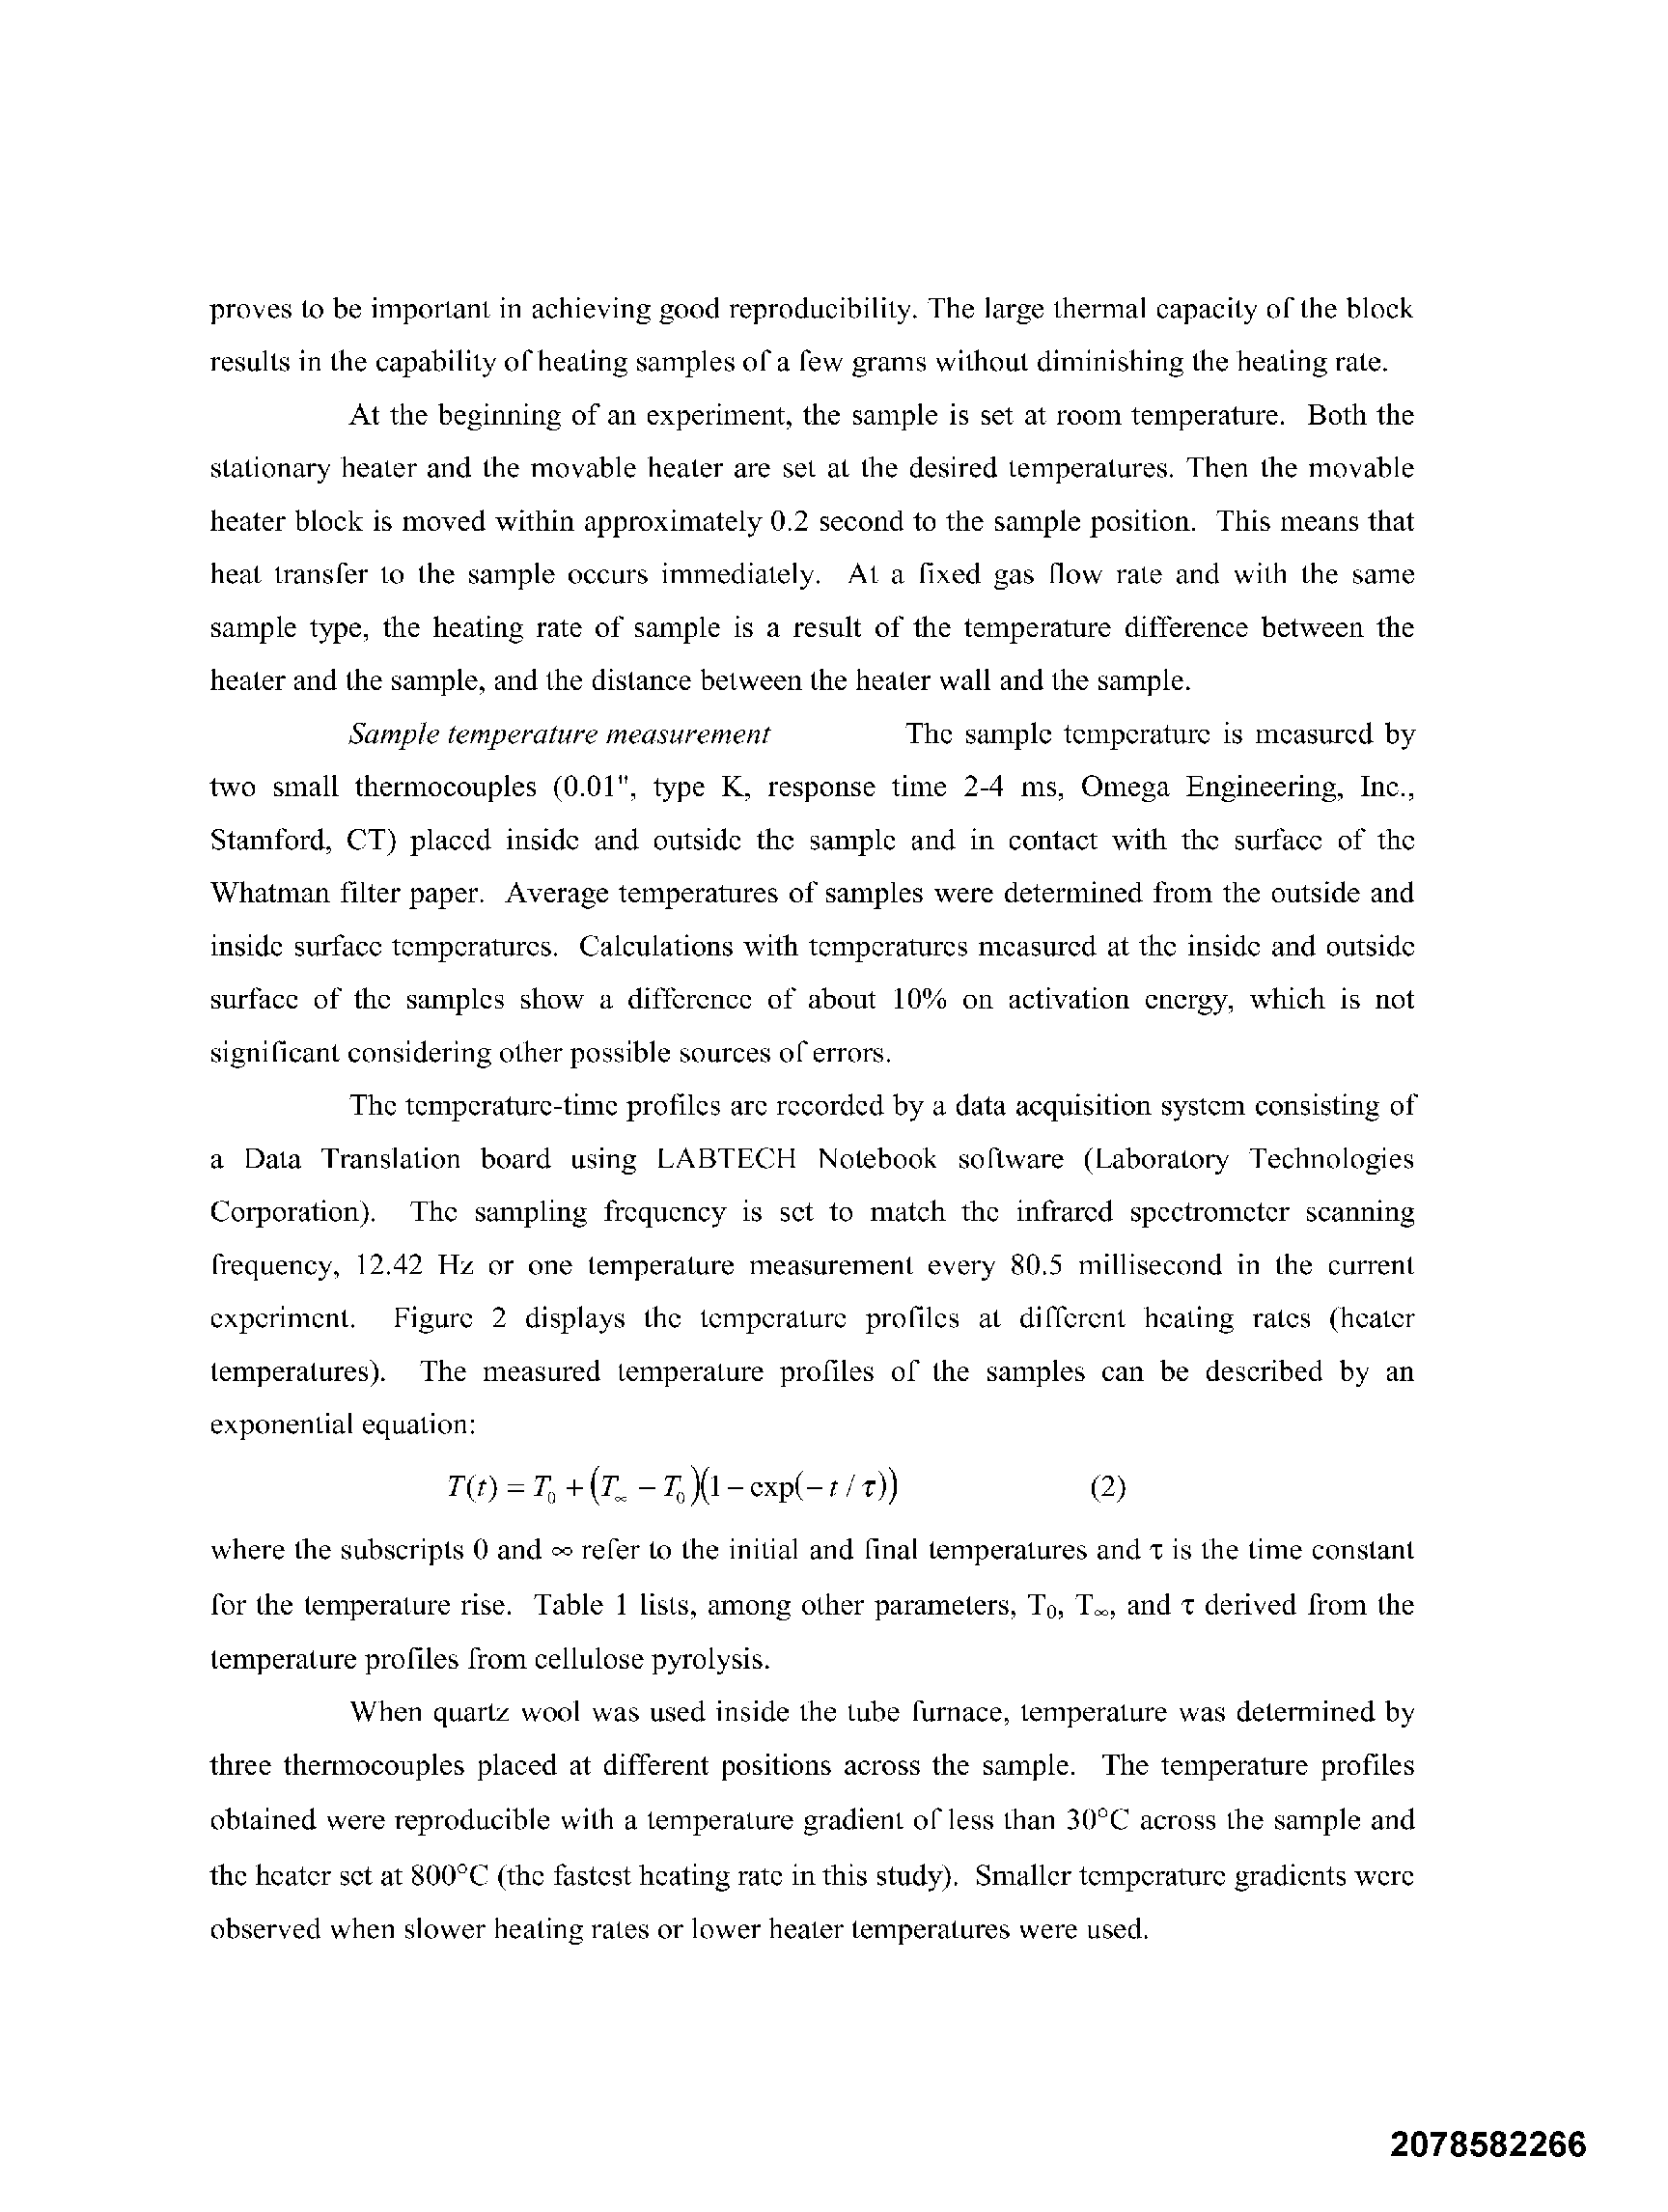 proves to be important in achieving good reproducibility. The large thermal capacity of the block
results in the capability of heating samples of a few grams without diminishing the heating rate.
At the beginning of an experiment, the sample is set at room temperature. Both the
stationary heater and the movable heater are set at the desired temperatures. Then the movable
heater block is moved within approximately 0.2 second to the sample position. This means that
heat transfer to the sample occurs immediately. At a fixed gas flow rate and with the same
sample type, the heating rate of sample is a result of the temperature difference between the
heater and the sample, and the distance between the heater wall and the sample.
Sample temperature measurement The sample temperature is measured by
two small thermocouples (0.01", type K, response time 2-4 ms, Omega Engineering, Inc.,
Stamford, CT) placed inside and outside the sample and in contact with the surface of the
Whatman filter paper. Average temperatures of samples were determined from the outside and
inside surface temperatures. Calculations with temperatures measured at the inside and outside
surface of the samples show a difference of about 10% on activation energy, which is not
significant considering other possible sources of errors.
The temperature-time profiles are recorded by a data acquisition system consisting of
a Data Translation board using LABTECH Notebook software (Laboratory Technologies
Corporation). The sampling frequency is set to match the infrared spectrometer scanning
frequency, 12.42 Hz or one temperature measurement every 80.5 millisecond in the current
experiment. Figure 2 displays the temperature profiles at different heating rates (heater
temperatures). The measured temperature profiles of the samples can be described by an
exponential equation:
T(t) = T₀ + (T∞ − T₀)(1 − exp(− t / τ)) (2)
where the subscripts 0 and ∞ refer to the initial and final temperatures and τ is the time constant
for the temperature rise. Table 1 lists, among other parameters, T₀, T∞, and τ derived from the
temperature profiles from cellulose pyrolysis.
When quartz wool was used inside the tube furnace, temperature was determined by
three thermocouples placed at different positions across the sample. The temperature profiles
obtained were reproducible with a temperature gradient of less than 30°C across the sample and
the heater set at 800°C (the fastest heating rate in this study). Smaller temperature gradients were
observed when slower heating rates or lower heater temperatures were used.
2078582266